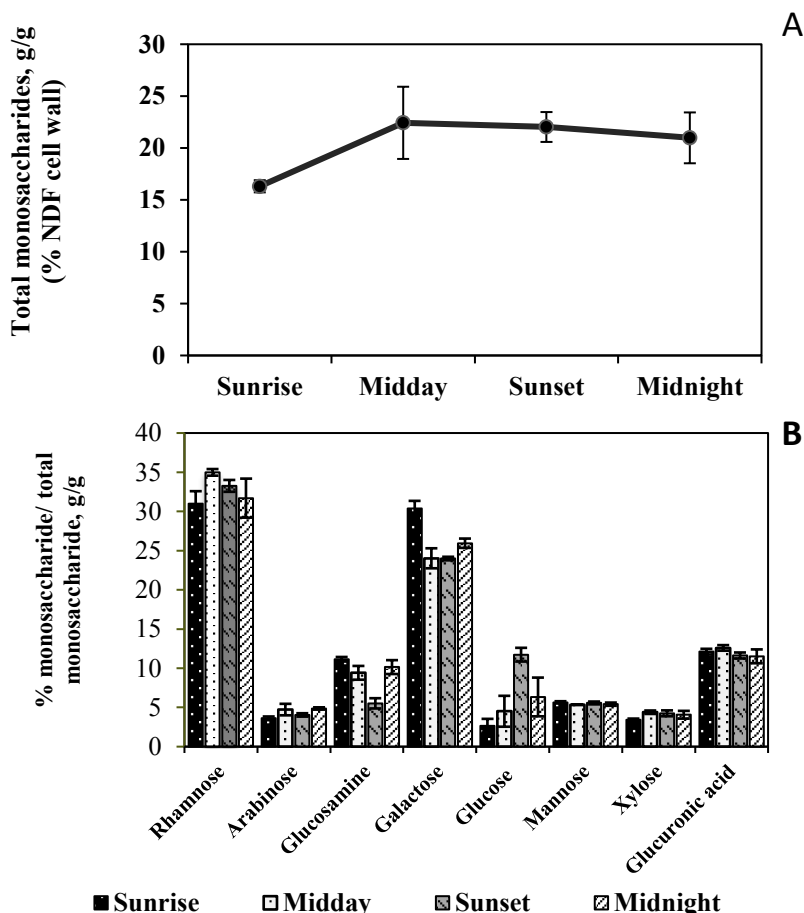 A
Total monosaccharides, g/g
(% NDF cell wall)
30
25
20
15
10
5
0
Sunrise Midday Sunset Midnight
B
% monosaccharide/ total
monosaccharide, g/g
40
35
30
25
20
15
10
5
0
Rhamnose Arabinose Glucosamine Galactose Glucose Mannose Xylose Glucuronic acid
Sunrise Midday Sunset Midnight